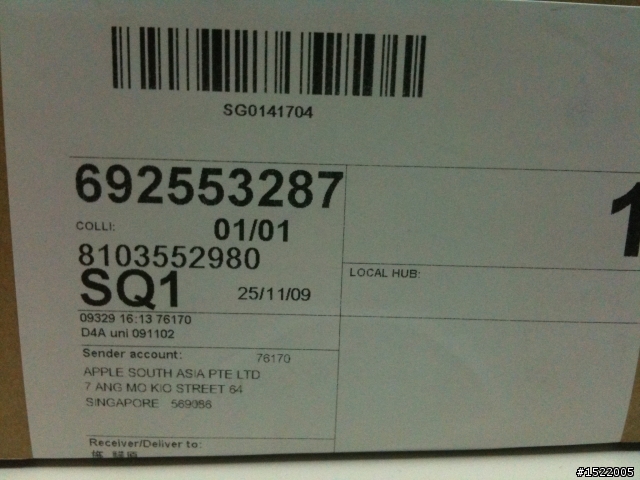 SG0141704
692553287
1
COLLI: 01/01
8103552980
LOCAL HUB:
SQ1 25/11/09
09329 16:13 76170
D4A uni 091102
Sender account: 76170
APPLE SOUTH ASIA PTE LTD
7 ANG MO KIO STREET 64
SINGAPORE 569086
Receiver/Deliver to:
#1522005